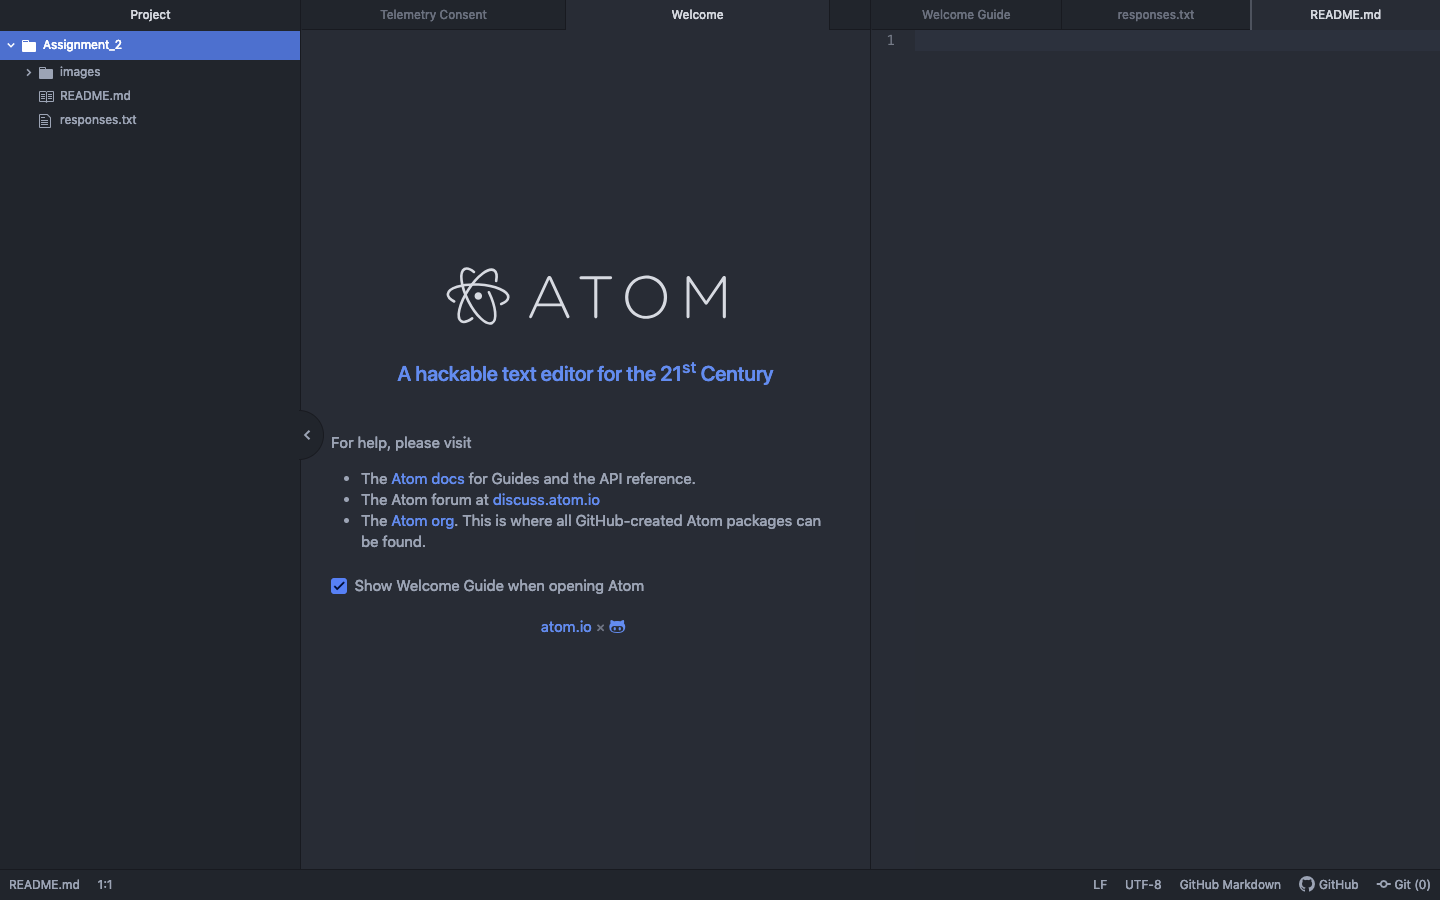 Project
Telemetry Consent
Welcome
Welcome Guide
responses.txt
README.md
Assignment_2
images
README.md
responses.txt
1
ATOM
A hackable text editor for the 21st Century
For help, please visit
• The Atom docs for Guides and the API reference.
• The Atom forum at discuss.atom.io
• The Atom org. This is where all GitHub-created Atom packages can
be found.
Show Welcome Guide when opening Atom
atom.io ×
README.md 1:1
LF UTF-8 GitHub Markdown GitHub Git (0)